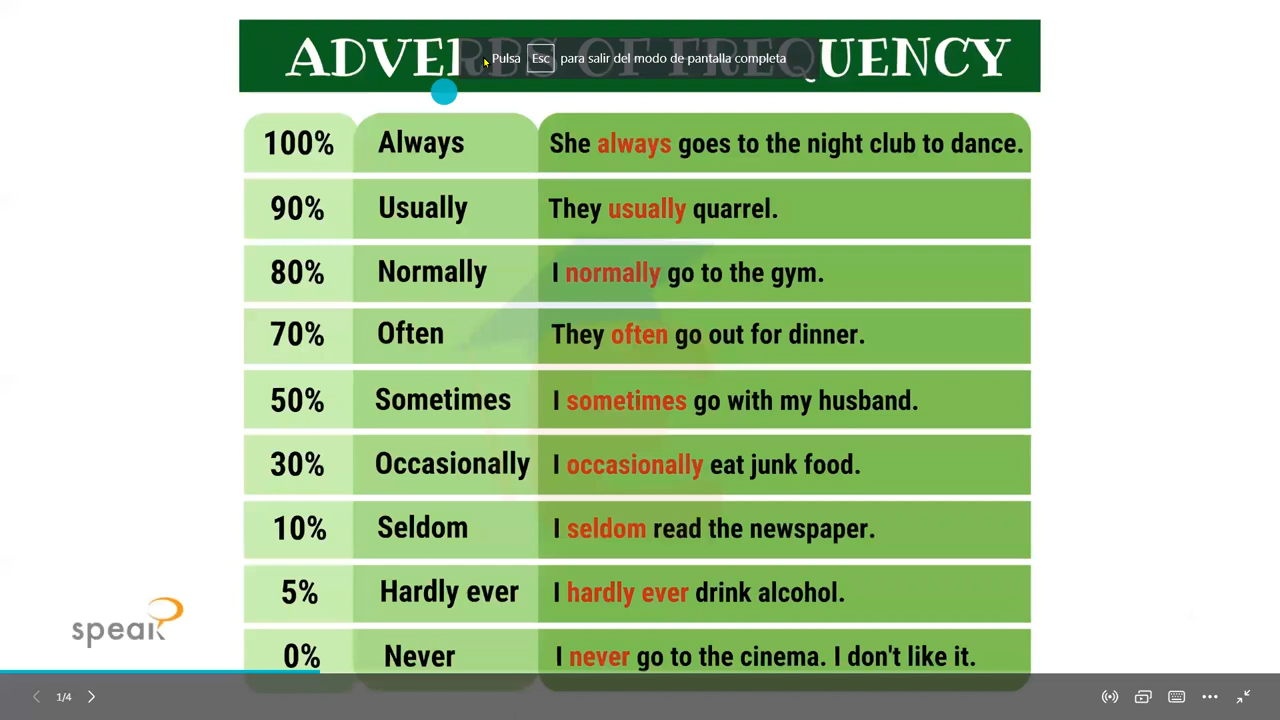 ADVERBS OF FREQUENCY
Pulsa Esc para salir del modo de pantalla completa
100% Always She always goes to the night club to dance.
90% Usually They usually quarrel.
80% Normally I normally go to the gym.
70% Often They often go out for dinner.
50% Sometimes I sometimes go with my husband.
30% Occasionally I occasionally eat junk food.
10% Seldom I seldom read the newspaper.
5% Hardly ever I hardly ever drink alcohol.
0% Never I never go to the cinema. I don't like it.
speak
1/4